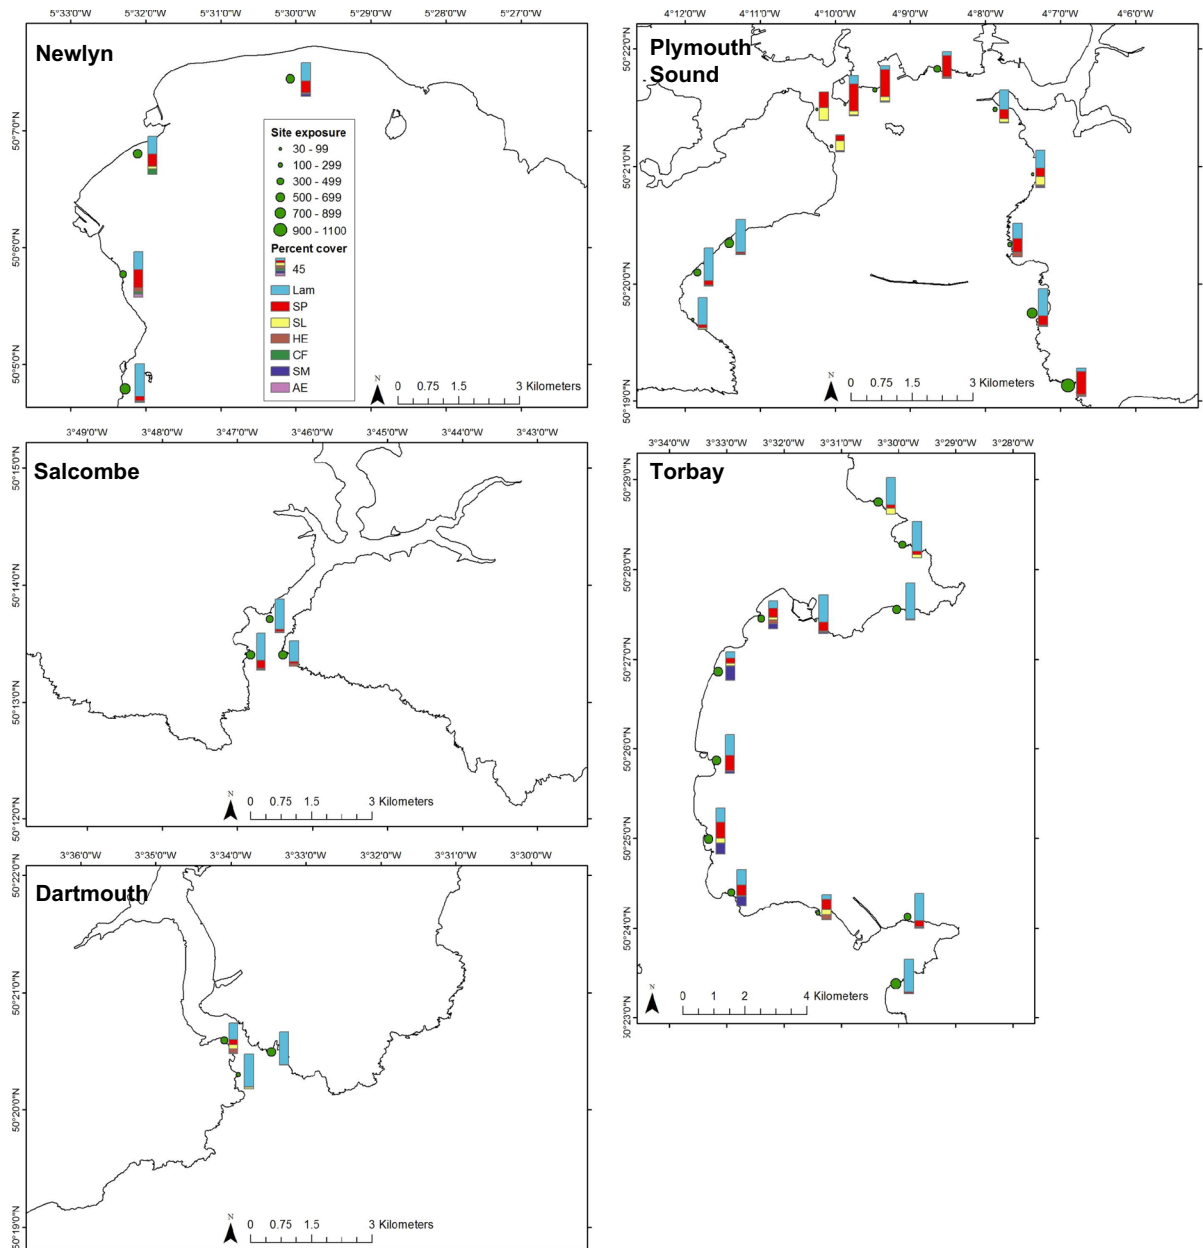 5°33'0"W 5°32'0"W 5°31'0"W 5°30'0"W 5°29'0"W 5°28'0"W 5°27'0"W
Newlyn
50°7'0"N
50°6'0"N
50°5'0"N
Site exposure
30 - 99
100 - 299
300 - 499
500 - 699
700 - 899
900 - 1100
Percent cover
45
Lam
SP
SL
HE
CF
SM
AE
N
0 0.75 1.5 3 Kilometers
4°12'0"W 4°11'0"W 4°10'0"W 4°9'0"W 4°8'0"W 4°7'0"W 4°6'0"W
Plymouth
Sound
50°22'0"N
50°21'0"N
50°20'0"N
50°19'0"N
N
0 0.75 1.5 3 Kilometers
3°49'0"W 3°48'0"W 3°47'0"W 3°46'0"W 3°45'0"W 3°44'0"W 3°43'0"W
Salcombe
50°15'0"N
50°14'0"N
50°13'0"N
50°12'0"N
N
0 0.75 1.5 3 Kilometers
3°34'0"W 3°33'0"W 3°32'0"W 3°31'0"W 3°30'0"W 3°29'0"W 3°28'0"W
Torbay
50°29'0"N
50°28'0"N
50°27'0"N
50°26'0"N
50°25'0"N
50°24'0"N
50°23'0"N
N
0 1 2 4 Kilometers
3°36'0"W 3°35'0"W 3°34'0"W 3°33'0"W 3°32'0"W 3°31'0"W 3°30'0"W
Dartmouth
50°22'0"N
50°21'0"N
50°20'0"N
50°19'0"N
N
0 0.75 1.5 3 Kilometers